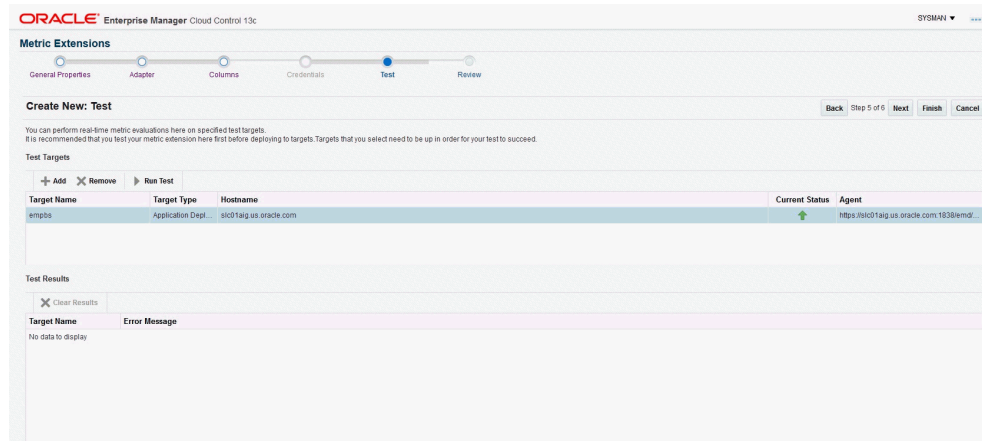 ORACLE Enterprise Manager Cloud Control 13c SYSMAN
Metric Extensions
General Properties Adapter Columns Credentials Test Review
Create New: Test Back Step 5 of 6 Next Finish Cancel
You can perform real-time metric evaluations here on specified test targets.
It is recommended that you test your metric extension here first before deploying to targets.Targets that you select need to be up in order for your test to succeed.
Test Targets
Add Remove Run Test
Target Name Target Type Hostname Current Status Agent
empbs Application Depl... slc01aig.us.oracle.com https://slc01aig.us.oracle.com:1838/emd/...
Test Results
Clear Results
Target Name Error Message
No data to display